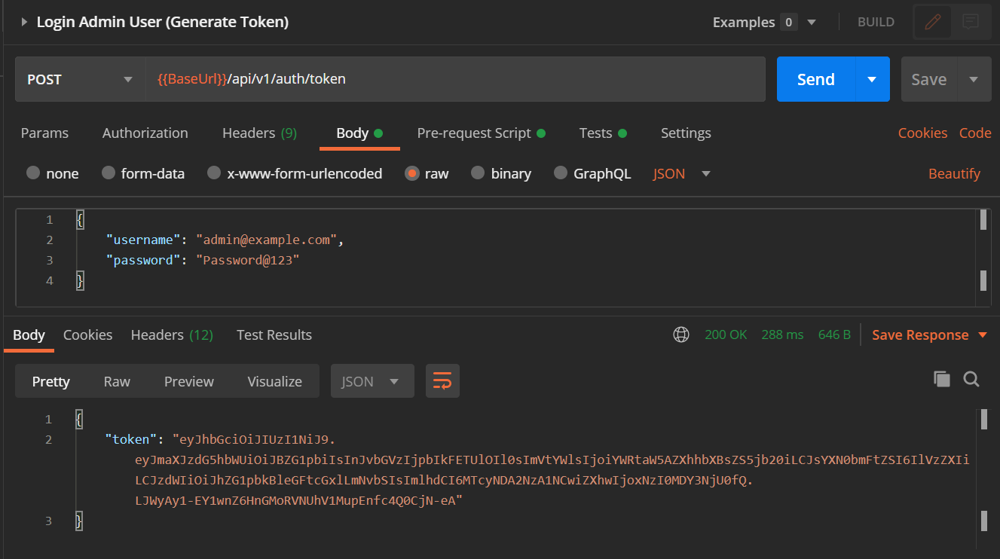 Login Admin User (Generate Token)
Examples 0
BUILD
POST
{{BaseUrl}}/api/v1/auth/token
Send
Save
Params
Authorization
Headers (9)
Body
Pre-request Script
Tests
Settings
Cookies
Code
none
form-data
x-www-form-urlencoded
raw
binary
GraphQL
JSON
Beautify
1 {
2 "username": "admin@example.com",
3 "password": "Password@123"
4 }
Body
Cookies
Headers (12)
Test Results
200 OK
288 ms
646 B
Save Response
Pretty
Raw
Preview
Visualize
JSON
1 {
2 "token": "eyJhbGciOiJIUzI1NiJ9.
eyJmaXJzdG5hbWUiOiJBZG1pbiIsInJvbGVzIjpbIkFETUlOIl0sImVtYWlsIjoiYWRtaW5AZXhhbXBsZS5jb20iLCJsYXN0bmFtZSI6IlVzZXIi
LCJzdWIiOiJhZG1pbkBleGFtcGxlLmNvbSIsImlhdCI6MTcyNDA2NzA1NCwiZXhwIjoxNzI0MDY3NjU0fQ.
LJWyAy1-EY1wnZ6HnGMoRVNUhV1MupEnfc4Q0CjN-eA"
3 }